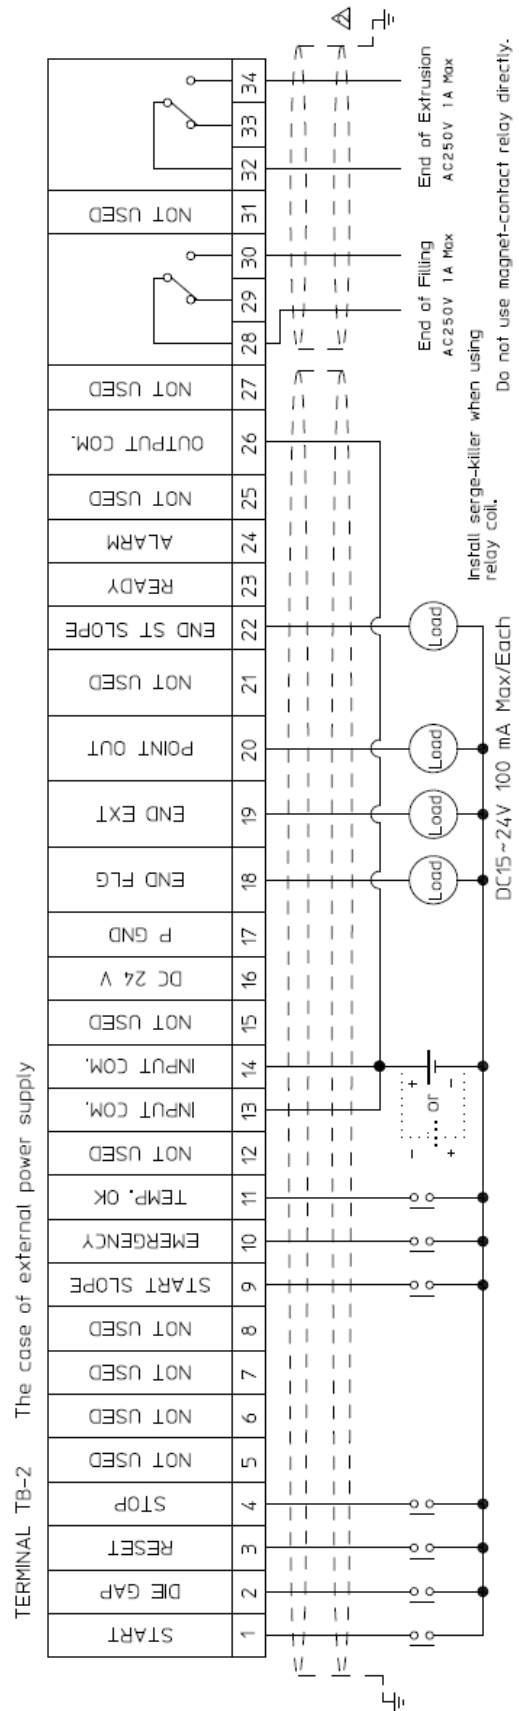 TERMINAL TB-2 The case of external power supply
START
DIE GAP
RESET
STOP
NOT USED
NOT USED
NOT USED
NOT USED
START SLOPE
EMERGENCY
TEMP. OK
NOT USED
INPUT COM.
INPUT COM.
NOT USED
DC 24 V
P GND
END FLG
END EXT
POINT OUT
NOT USED
END ST SLOPE
READY
ALARM
NOT USED
OUTPUT COM.
NOT USED
NOT USED
1 2 3 4 5 6 7 8 9 10 11 12 13 14 15 16 17 18 19 20 21 22 23 24 25 26 27 28 29 30 31 32 33 34
- +
or
+ -
Load
Load
Load
Load
End of Filling
AC250V 1A Max
End of Extrusion
AC250V 1A Max
DC15~24V 100 mA Max/Each
Install serge-killer when using
relay coil.
Do not use magnet-contact relay directly.